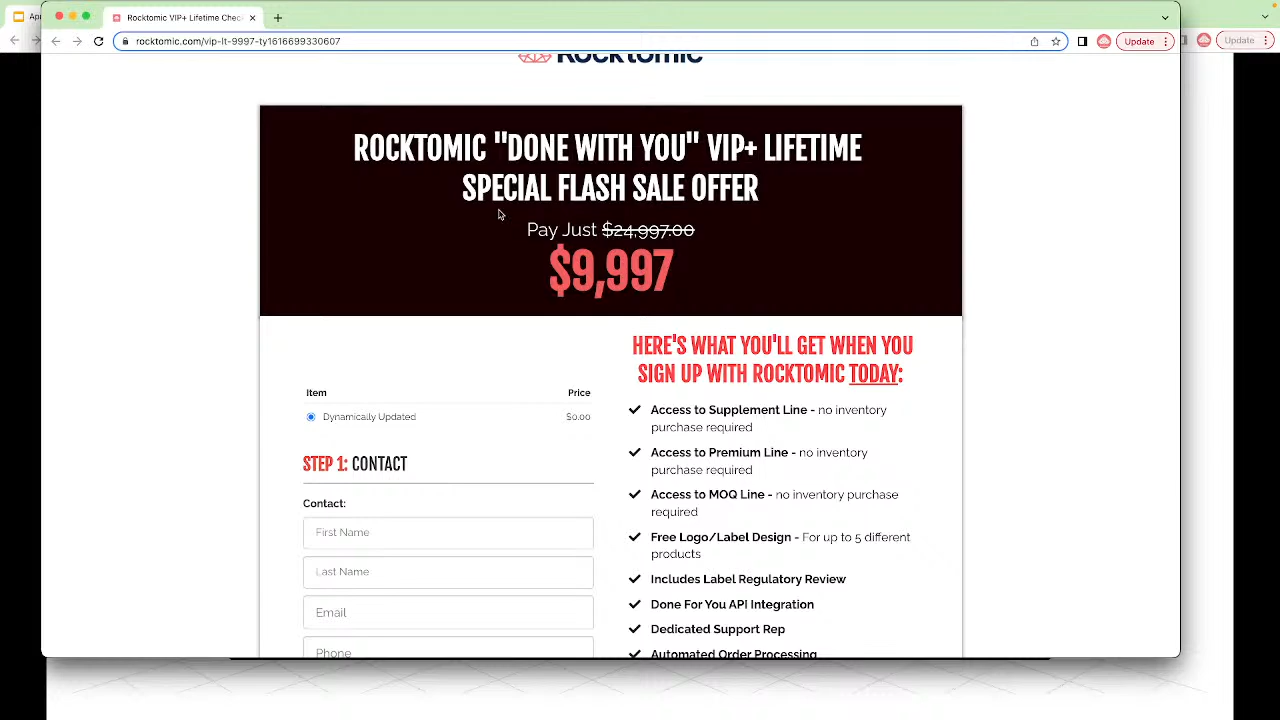 Ap
Rocktomic VIP+ Lifetime Chec
rocktomic.com/vip-lt-9997-ty1616699330607
Update
Update
Rocktomic
ROCKTOMIC "DONE WITH YOU" VIP+ LIFETIME
SPECIAL FLASH SALE OFFER
Pay Just $24,997.00
$9,997
Item Price
Dynamically Updated $0.00
STEP 1: CONTACT
Contact:
First Name
Last Name
Email
Phone
HERE'S WHAT YOU'LL GET WHEN YOU
SIGN UP WITH ROCKTOMIC TODAY:
Access to Supplement Line - no inventory
purchase required
Access to Premium Line - no inventory
purchase required
Access to MOQ Line - no inventory purchase
required
Free Logo/Label Design - For up to 5 different
products
Includes Label Regulatory Review
Done For You API Integration
Dedicated Support Rep
Automated Order Processing